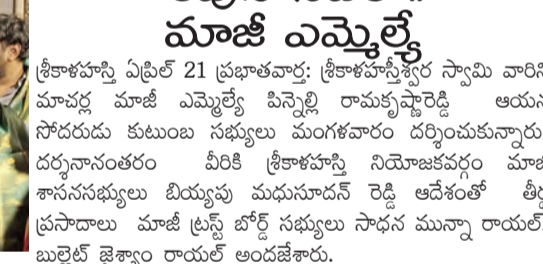 మాజీ ఎమ్మెల్యే
శ్రీకాళహస్తి ఏప్రిల్ 21 ప్రభాతవార్త: శ్రీకాళహస్తీశ్వర స్వామి వారిని
మాచర్ల మాజీ ఎమ్మెల్యే పిన్నెల్లి రామకృష్ణారెడ్డి ఆయన
సోదరుడు కుటుంబ సభ్యులు మంగళవారం దర్శించుకున్నారు
దర్శనానంతరం వీరికి శ్రీకాళహస్తి నియోజకవర్గం మాజీ
శాసనసభ్యులు బియ్యపు మధుసూదన్ రెడ్డి ఆదేశంతో తీర్థ
ప్రసాదాలు మాజీ ట్రస్ట్ బోర్డ్ సభ్యులు సాధన మున్నా రాయల్
బుల్లెట్ జైశ్యాం రాయల్ అందజేశారు.